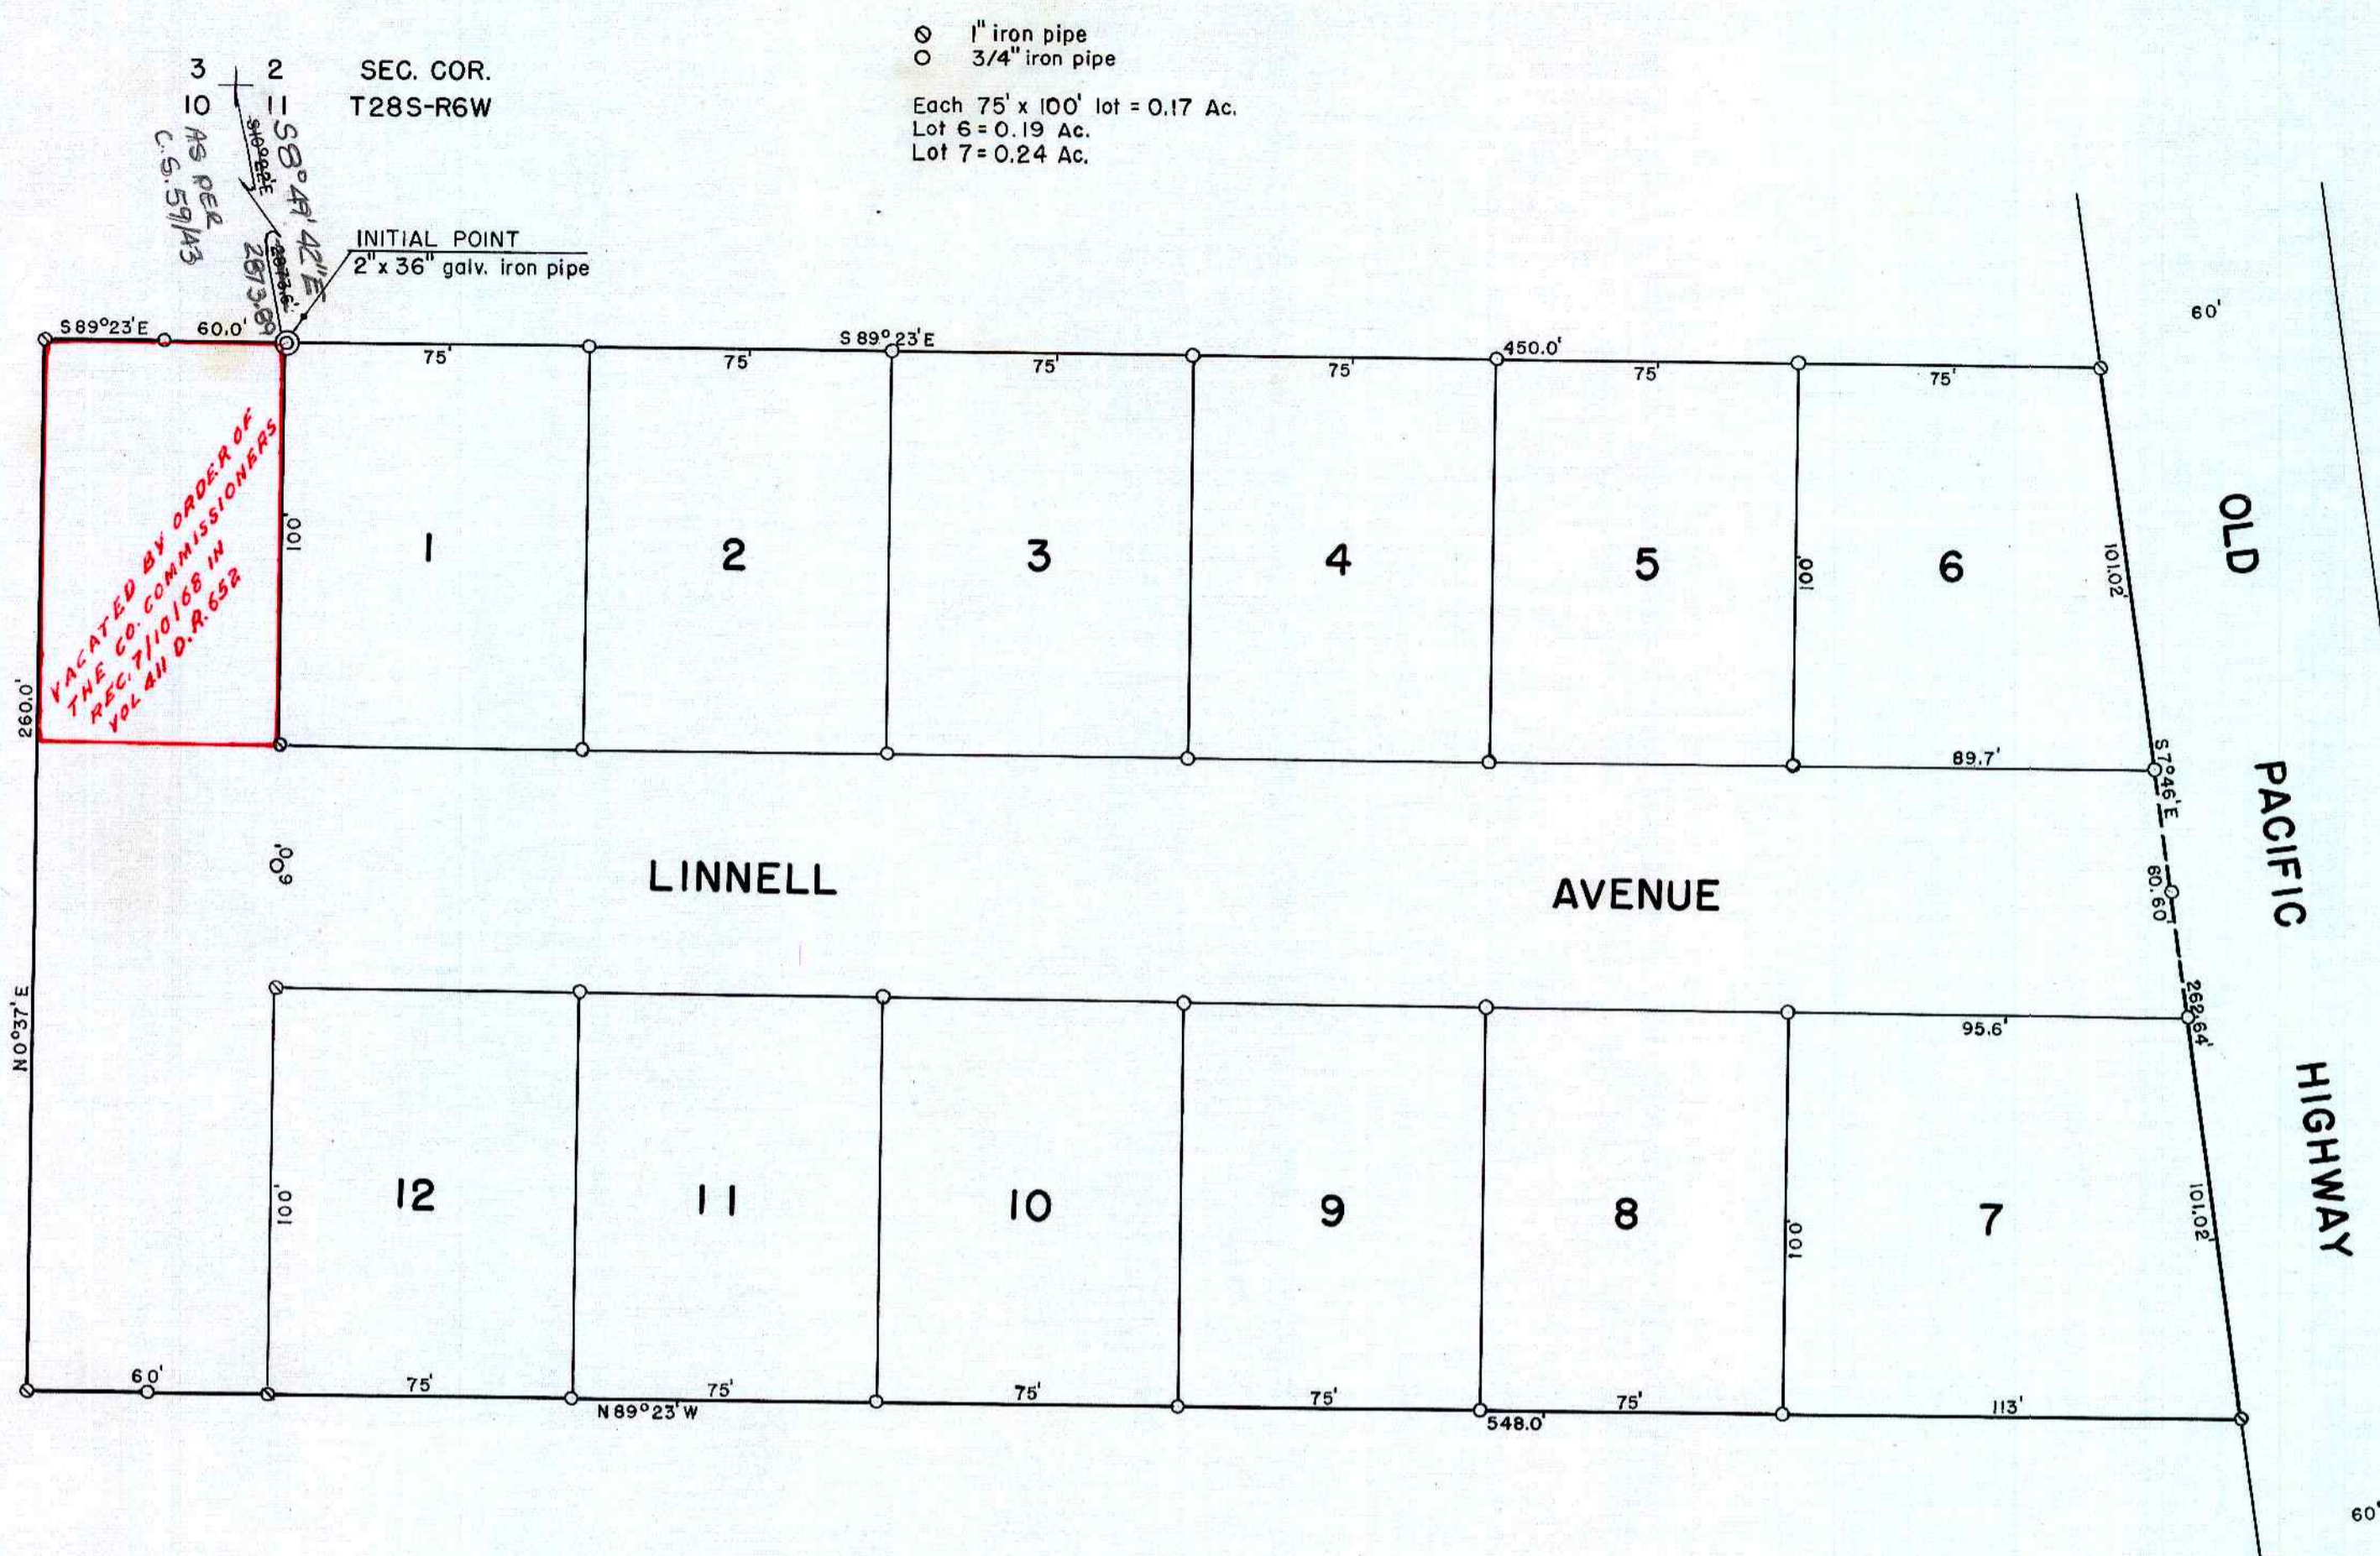 ⦸ 1" iron pipe
○ 3/4" iron pipe
3 2 SEC. COR.
10 11 T28S-R6W
Each 75' x 100' lot = 0.17 Ac.
Lot 6 = 0.19 Ac.
Lot 7 = 0.24 Ac.
AS PER
C.S. 59/43
S10°22'E
S8°49'42"E
2873.6'
2873.89
INITIAL POINT
2" x 36" galv. iron pipe
60'
S 89°23'E 60.0'
S 89°23'E
450.0'
75' 75' 75' 75' 75' 75'
VACATED BY ORDER OF
THE CO. COMMISSIONERS
REC. 7/10/68 IN
VOL 411 D.R. 652
100'
1 2 3 4 5 6
100'
101.02'
OLD
260.0'
89.7'
S7°46'E
PACIFIC
60'
LINNELL AVENUE
60.60'
N0°37'E
262.64'
95.6'
HIGHWAY
100'
12 11 10 9 8 7
100'
101.02'
60' 75' 75' 75' 75' 75' 113'
N 89°23'W
548.0'
60'